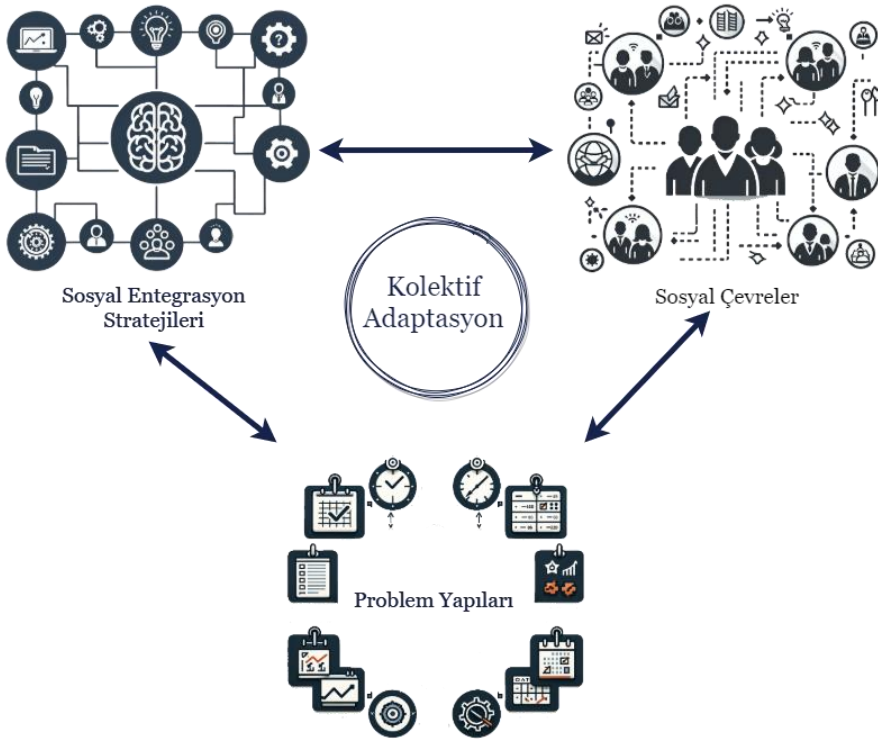 Sosyal Entegrasyon
Stratejileri
Kolektif
Adaptasyon
Sosyal Çevreler
Problem Yapıları